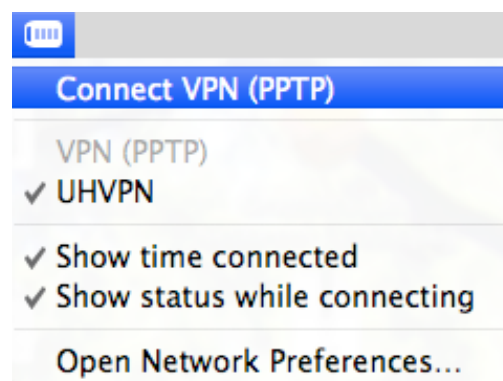 Connect VPN (PPTP)
VPN (PPTP)
UHVPN
Show time connected
Show status while connecting
Open Network Preferences...